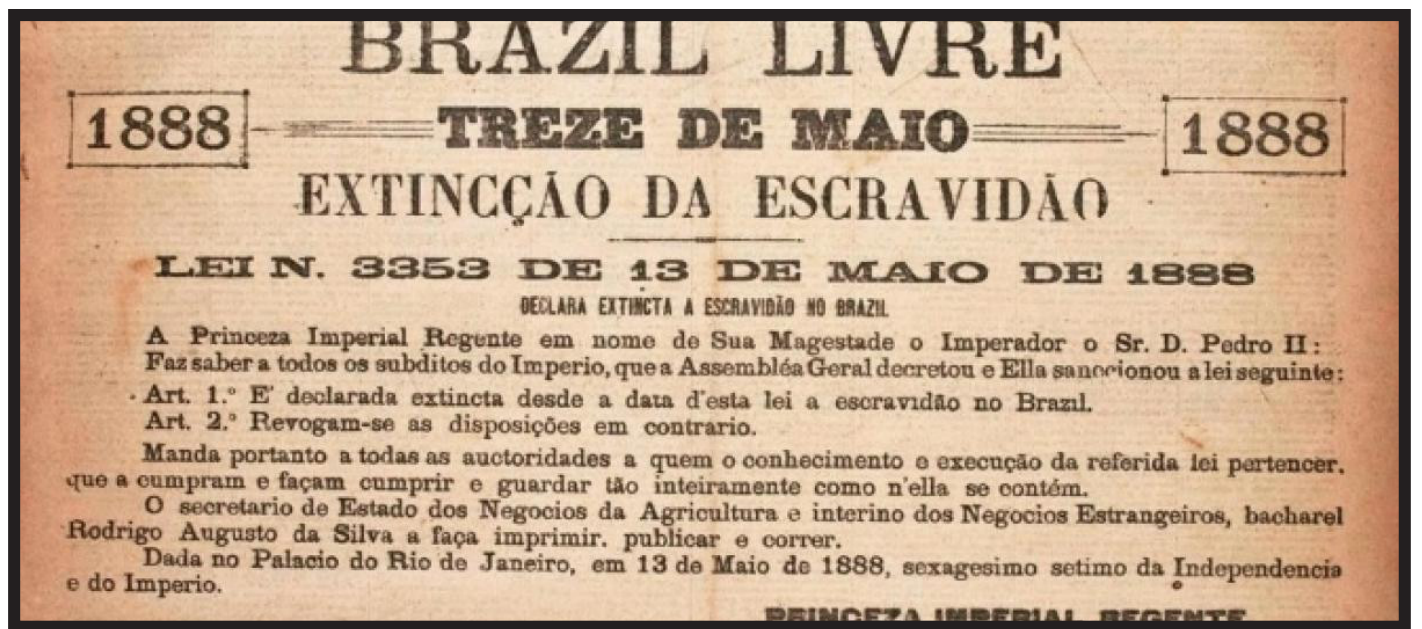 BRAZIL LIVRE
1888 TREZE DE MAIO 1888
EXTINCÇÃO DA ESCRAVIDÃO
LEI N. 3353 DE 13 DE MAIO DE 1888
DECLARA EXTINCTA A ESCRAVIDÃO NO BRAZIL
A Princeza Imperial Regente em nome de Sua Magestade o Imperador o Sr. D. Pedro II:
Faz saber a todos os subditos do Imperio, que a Assembléa Geral decretou e Ella sanccionou a lei seguinte:
Art. 1.º E' declarada extincta desde a data d'esta lei a escravidão no Brazil.
Art. 2.º Revogam-se as disposições em contrario.
Manda portanto a todas as auctoridades a quem o conhecimento e execução da referida lei pertencer.
que a cumpram e façam cumprir e guardar tão inteiramente como n'ella se contém.
O secretario de Estado dos Negocios da Agricultura e interino dos Negocios Estrangeiros, bacharel
Rodrigo Augusto da Silva a faça imprimir. publicar e correr.
Dada no Palacio do Rio de Janeiro, em 13 de Maio de 1888, sexagesimo setimo da Independencia
e do Imperio.
PRINCEZA IMPERIAL REGENTE